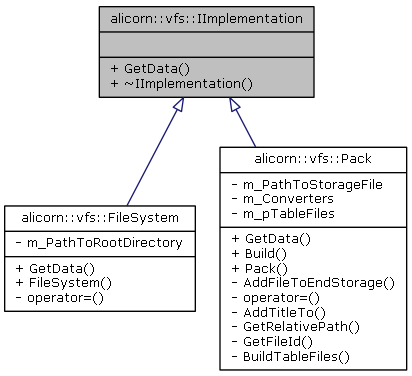 alicorn::vfs::IImplementation
+ GetData()
+ ~IImplementation()
alicorn::vfs::FileSystem
- m_PathToRootDirectory
+ GetData()
+ FileSystem()
- operator=()
alicorn::vfs::Pack
- m_PathToStorageFile
- m_Converters
- m_pTableFiles
+ GetData()
+ Build()
+ Pack()
- AddFileToEndStorage()
- operator=()
- AddTitleTo()
- GetRelativePath()
- GetFileId()
- BuildTableFiles()